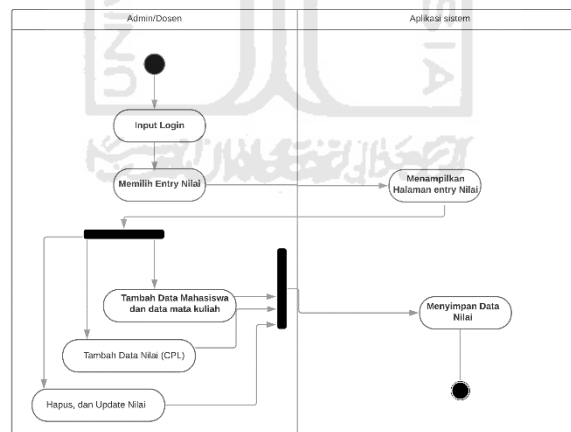 Admin/Dosen
Aplikasi sistem
Input Login
Memilih Entry Nilai
Menampilkan
Halaman entry Nilai
Tambah Data Mahasiswa
dan data mata kuliah
Menyimpan Data
Nilai
Tambah Data Nilai (CPL)
Hapus, dan Update Nilai